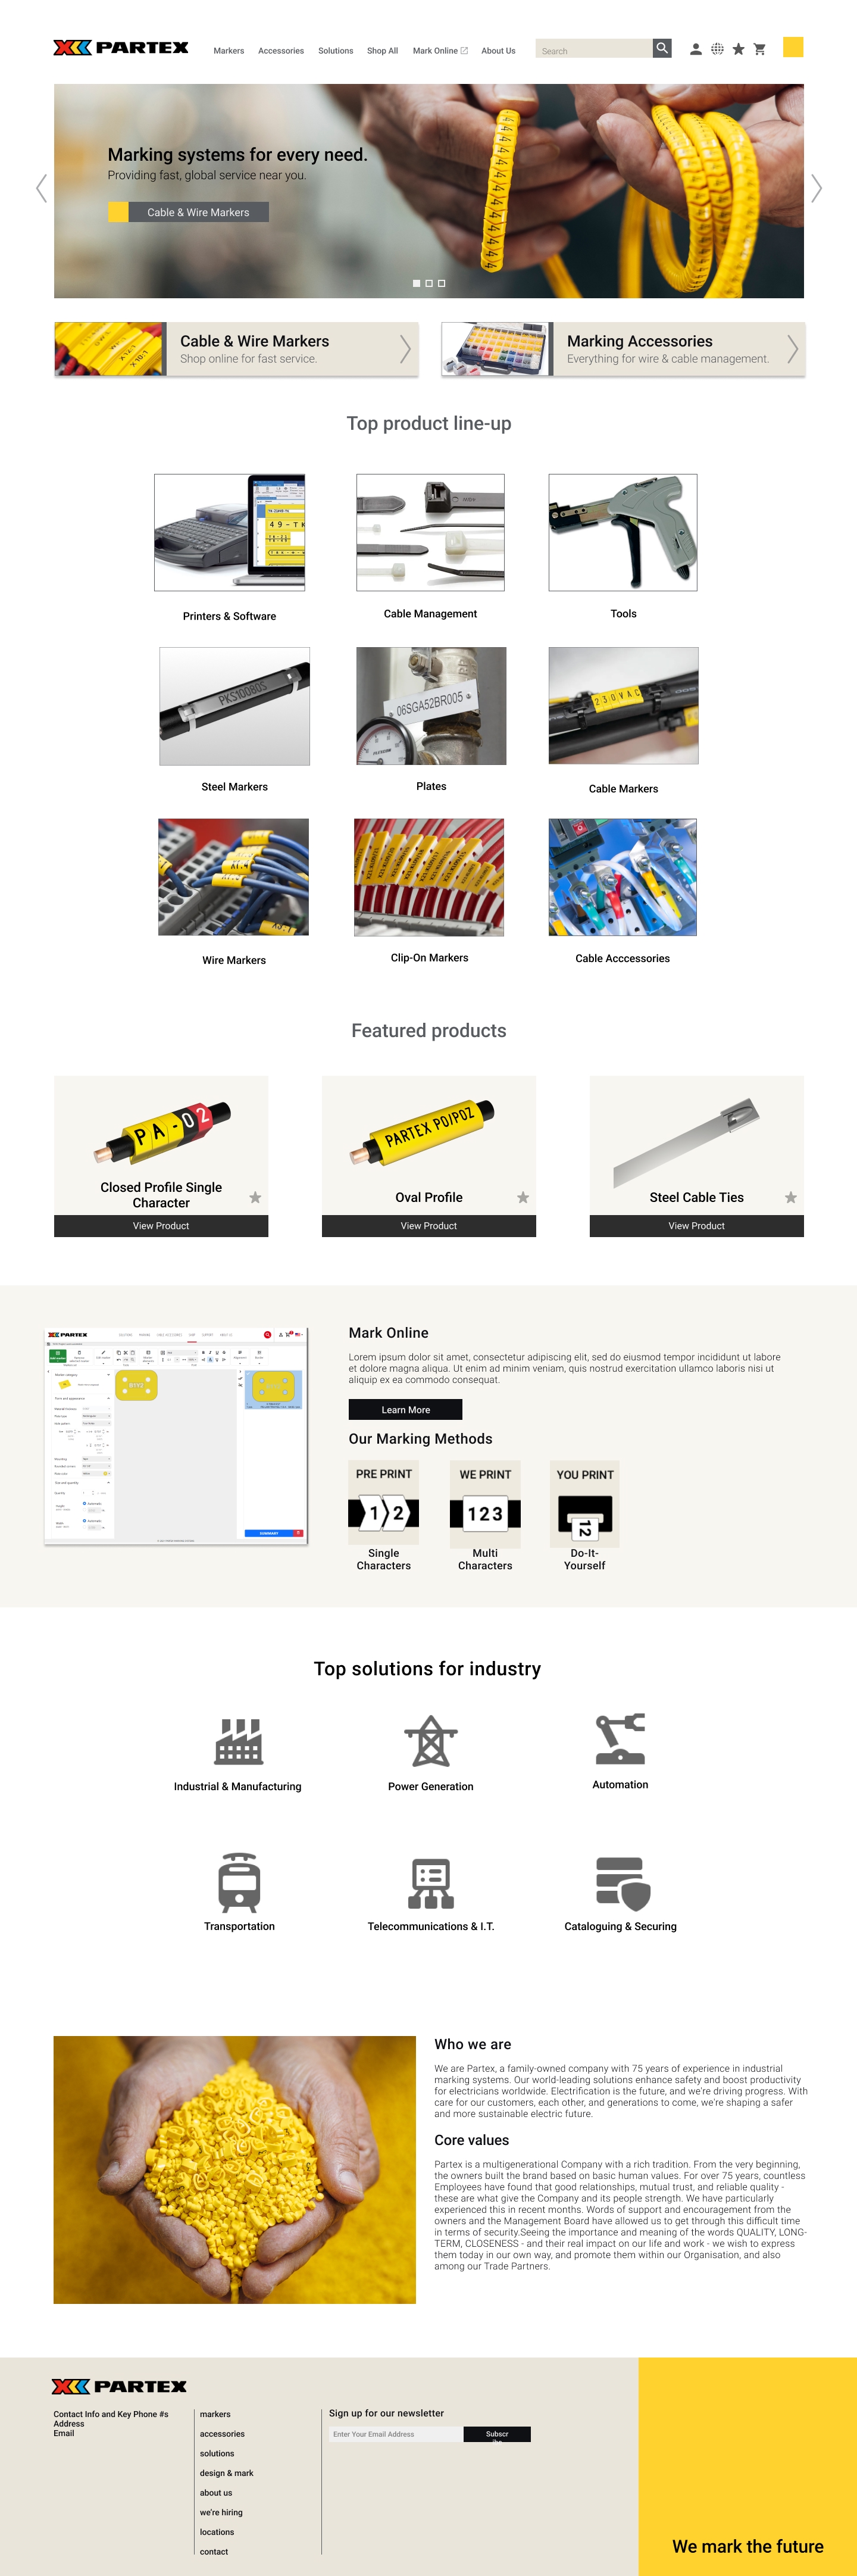 PARTEX
Markers Accessories Solutions Shop All Mark Online About Us
Search
Marking systems for every need.
Providing fast, global service near you.
Cable & Wire Markers
Cable & Wire Markers
Shop online for fast service.
Marking Accessories
Everything for wire & cable management.
Top product line-up
49-TK
Printers & Software
Cable Management
Tools
PKS10080S
06SGA52BR005
230VAC
Steel Markers
Plates
Cable Markers
Wire Markers
Clip-On Markers
Cable Acccessories
Featured products
PA-02
PARTEX PO/POZ
Closed Profile Single
Character
Oval Profile
Steel Cable Ties
View Product
View Product
View Product
PARTEX
SUMMARY
Mark Online
Lorem ipsum dolor sit amet, consectetur adipiscing elit, sed do eiusmod tempor incididunt ut labore
et dolore magna aliqua. Ut enim ad minim veniam, quis nostrud exercitation ullamco laboris nisi ut
aliquip ex ea commodo consequat.
Learn More
Our Marking Methods
PRE PRINT
WE PRINT
YOU PRINT
1 2
123
12
Single
Characters
Multi
Characters
Do-It-
Yourself
Top solutions for industry
Industrial & Manufacturing
Power Generation
Automation
Transportation
Telecommunications & I.T.
Cataloguing & Securing
Who we are
We are Partex, a family-owned company with 75 years of experience in industrial
marking systems. Our world-leading solutions enhance safety and boost productivity
for electricians worldwide. Electrification is the future, and we're driving progress. With
care for our customers, each other, and generations to come, we're shaping a safer
and more sustainable electric future.
Core values
Partex is a multigenerational Company with a rich tradition. From the very beginning,
the owners built the brand based on basic human values. For over 75 years, countless
Employees have found that good relationships, mutual trust, and reliable quality -
these are what give the Company and its people strength. We have particularly
experienced this in recent months. Words of support and encouragement from the
owners and the Management Board have allowed us to get through this difficult time
in terms of security.Seeing the importance and meaning of the words QUALITY, LONG-
TERM, CLOSENESS - and their real impact on our life and work - we wish to express
them today in our own way, and promote them within our Organisation, and also
among our Trade Partners.
PARTEX
Contact Info and Key Phone #s
Address
Email
markers
accessories
solutions
design & mark
about us
we're hiring
locations
contact
Sign up for our newsletter
Enter Your Email Address
Subscr
We mark the future